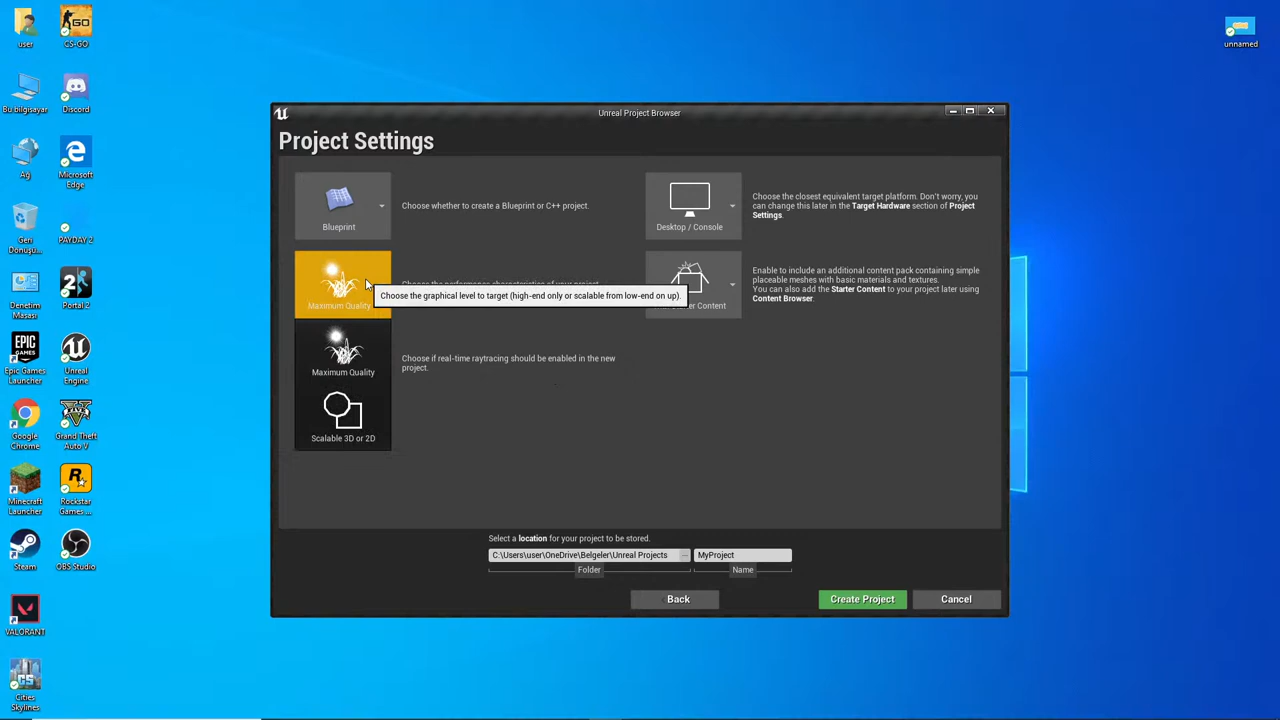 user
CS-GO
unnamed
Bu bilgisayar
Discord
Ağ
Microsoft
Edge
Geri
Dönüşü...
PAYDAY 2
Denetim
Masası
Portal 2
Epic Games
Launcher
Unreal
Engine
Google
Chrome
Grand Theft
Auto V
Minecraft
Launcher
Rockstar
Games ...
Steam
OBS Studio
VALORANT
Cities
Skylines
Unreal Project Browser
Project Settings
Blueprint
Choose whether to create a Blueprint or C++ project.
Desktop / Console
Choose the closest equivalent target platform. Don't worry, you
can change this later in the Target Hardware section of Project
Settings.
Maximum Quality
Choose the graphical level to target (high-end only or scalable from low-end on up).
Starter Content
Enable to include an additional content pack containing simple
placeable meshes with basic materials and textures.
You can also add the Starter Content to your project later using
Content Browser.
Maximum Quality
Choose if real-time raytracing should be enabled in the new
project.
Scalable 3D or 2D
Select a location for your project to be stored.
C:\Users\user\OneDrive\Belgeler\Unreal Projects
...
MyProject
Folder
Name
Back
Create Project
Cancel